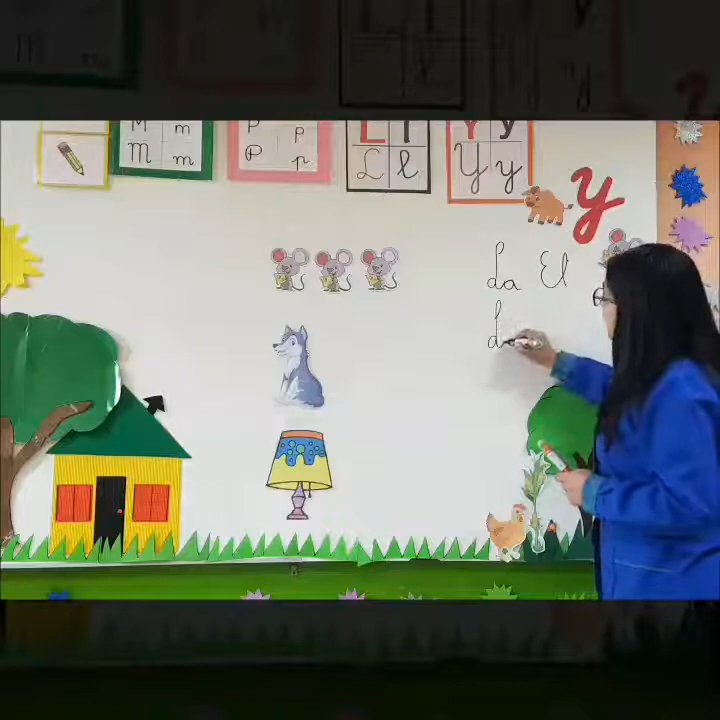 M m P p L l Y y
M m P p L l Y y
y
La El
L